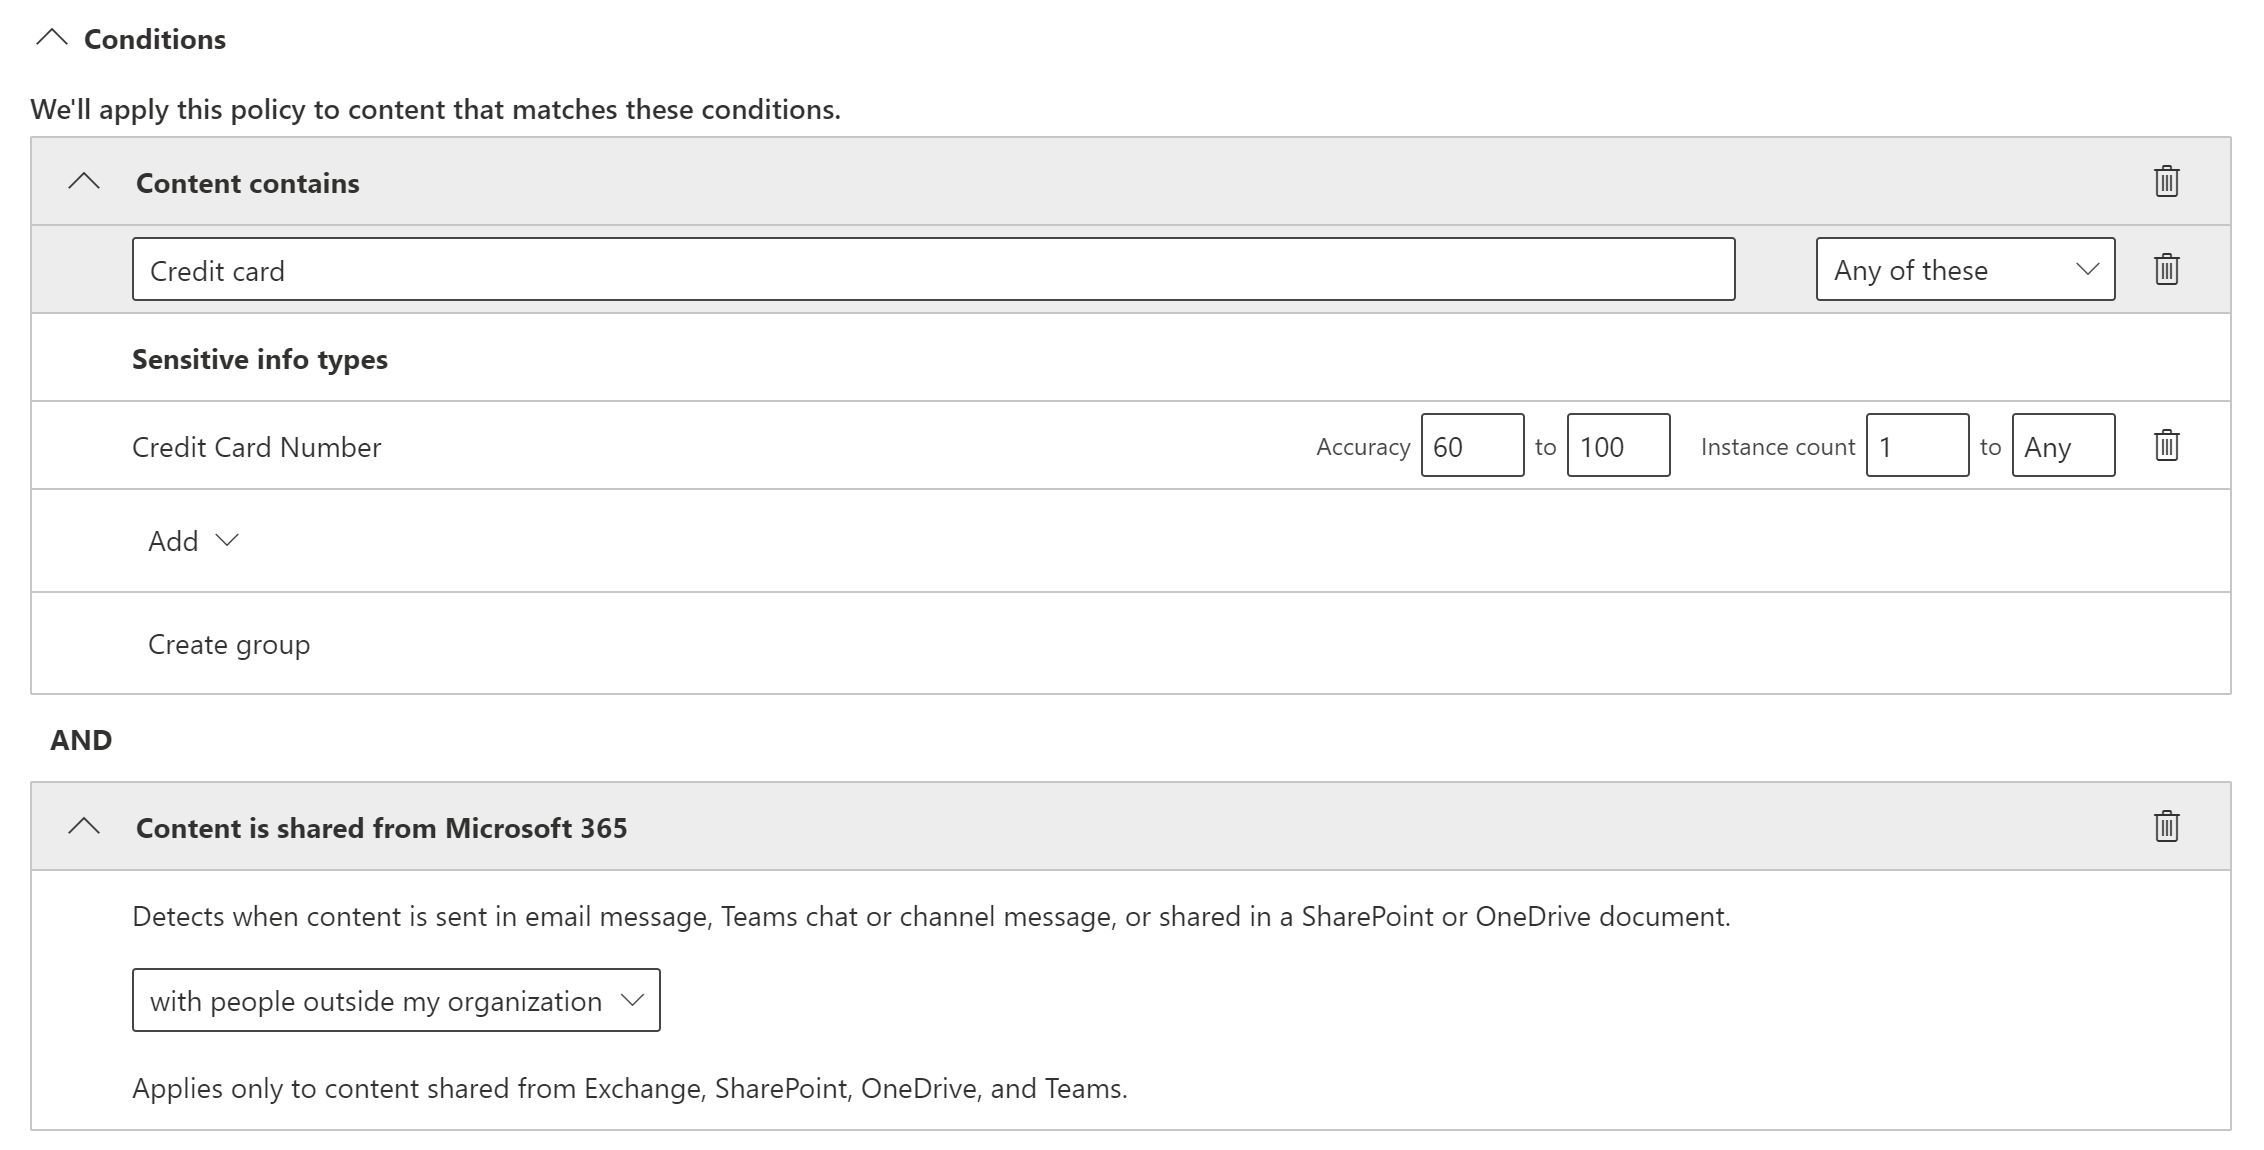 Conditions
We'll apply this policy to content that matches these conditions.
Content contains
Credit card Any of these
Sensitive info types
Credit Card Number Accuracy 60 to 100 Instance count 1 to Any
Add
Create group
AND
Content is shared from Microsoft 365
Detects when content is sent in email message, Teams chat or channel message, or shared in a SharePoint or OneDrive document.
with people outside my organization
Applies only to content shared from Exchange, SharePoint, OneDrive, and Teams.